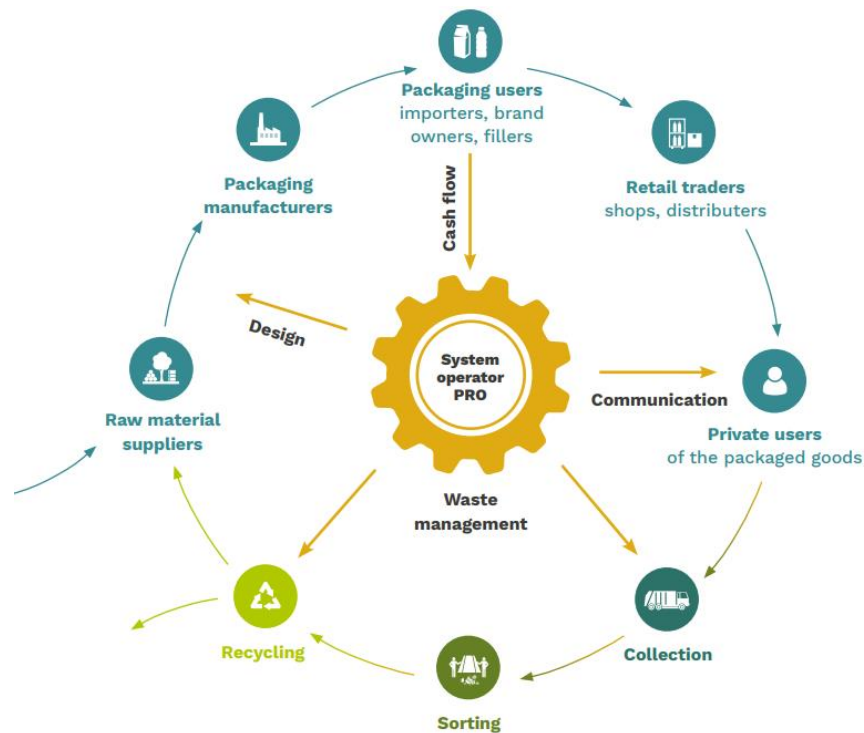 Packaging users
importers, brand
owners, fillers
Packaging
manufacturers
Retail traders
shops, distributers
Cash flow
Design
System
operator
PRO
Communication
Raw material
suppliers
Private users
of the packaged goods
Waste
management
Recycling
Collection
Sorting